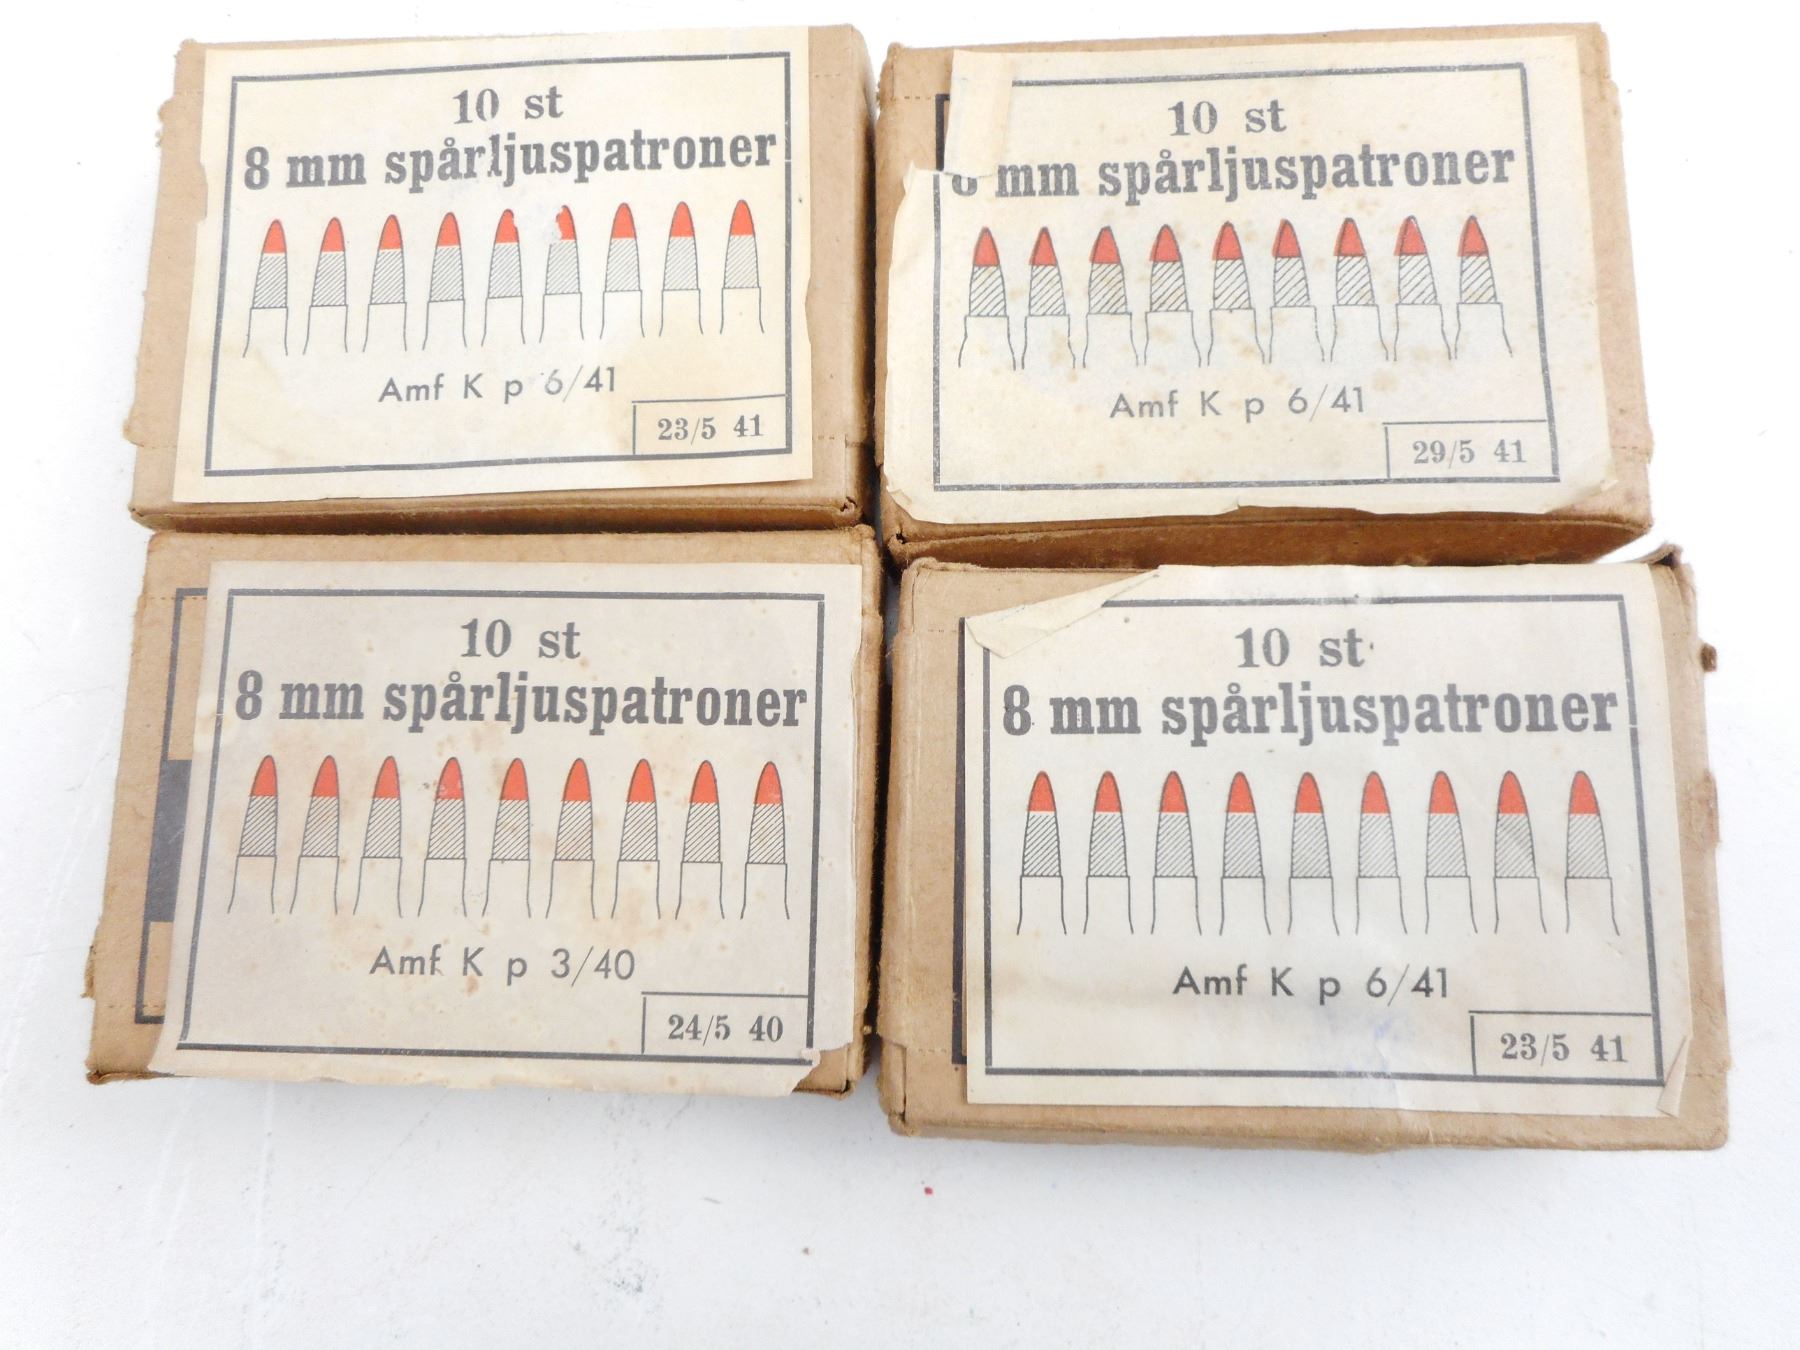 10 st
8 mm spårljuspatroner
Amf K p 6/41
23/5 41
10 st
8 mm spårljuspatroner
Amf K p 6/41
29/5 41
10 st
8 mm spårljuspatroner
Amf K p 3/40
24/5 40
10 st
8 mm spårljuspatroner
Amf K p 6/41
23/5 41